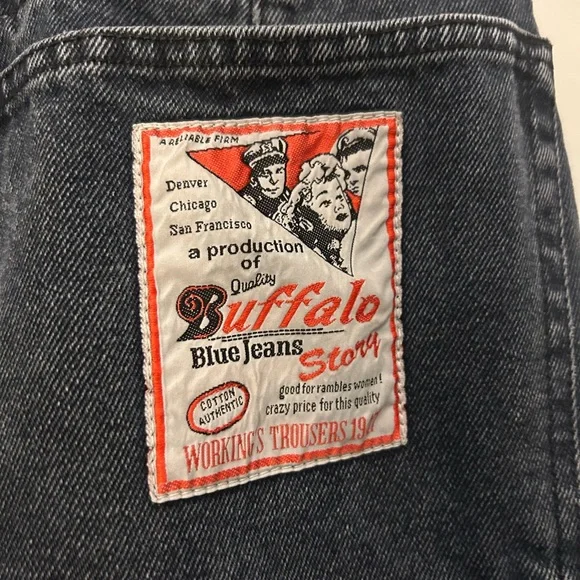 A RELIABLE FIRM
Denver
Chicago
San Francisco
a production
of
Quality
Buffalo
Blue Jeans Story
good for rambles women!
crazy price for this quality
COTTON
AUTHENTIC
TROUSERS